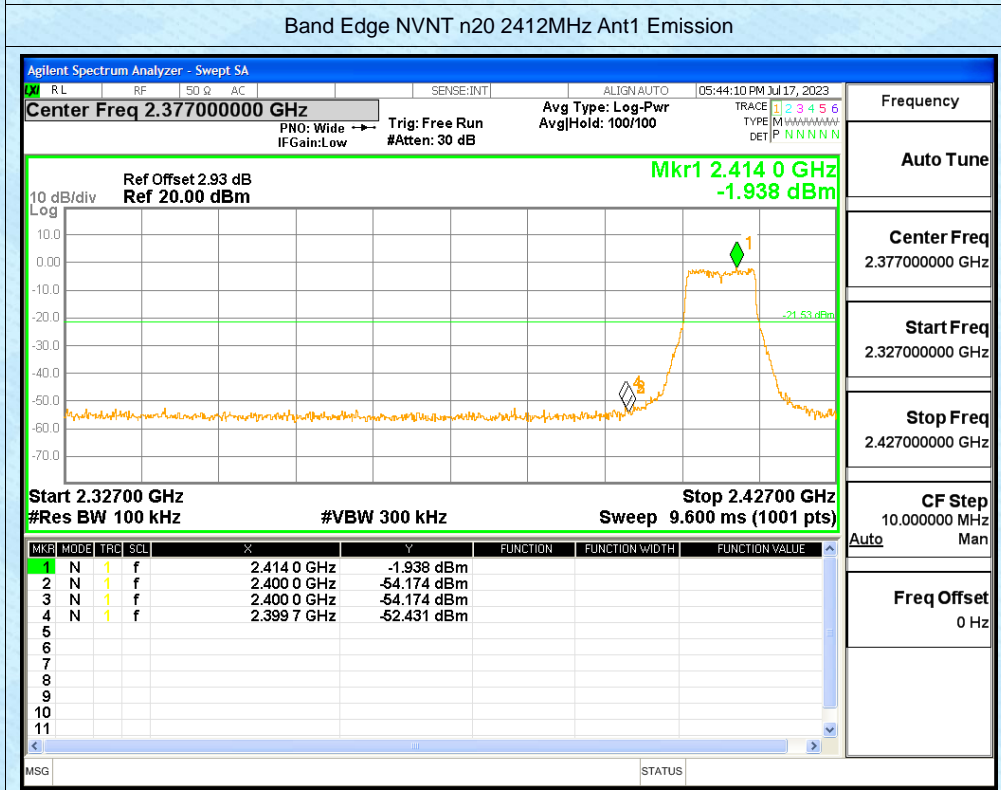 Band Edge NVNT n20 2412MHz Ant1 Emission
Agilent Spectrum Analyzer - Swept SA
LXI RL RF 50 Ω AC SENSE:INT ALIGN AUTO 05:44:10 PM Jul 17, 2023
Center Freq 2.377000000 GHz
PNO: Wide
IFGain:Low
Trig: Free Run
#Atten: 30 dB
Avg Type: Log-Pwr
Avg|Hold: 100/100
TRACE 1 2 3 4 5 6
TYPE M
DET P N N N N N
Mkr1 2.414 0 GHz
-1.938 dBm
Ref Offset 2.93 dB
10 dB/div Ref 20.00 dBm
Log
10.0
0.00
-10.0
-20.0
-30.0
-40.0
-50.0
-60.0
-70.0
1
-21.53 dBm
4
Start 2.32700 GHz Stop 2.42700 GHz
#Res BW 100 kHz #VBW 300 kHz Sweep 9.600 ms (1001 pts)
MKR MODE TRC SCL X Y FUNCTION FUNCTION WIDTH FUNCTION VALUE
1 N 1 f 2.414 0 GHz -1.938 dBm
2 N 1 f 2.400 0 GHz -54.174 dBm
3 N 1 f 2.400 0 GHz -54.174 dBm
4 N 1 f 2.399 7 GHz -52.431 dBm
5
6
7
8
9
10
11
MSG STATUS
Frequency
Auto Tune
Center Freq
2.377000000 GHz
Start Freq
2.327000000 GHz
Stop Freq
2.427000000 GHz
CF Step
10.000000 MHz
Auto Man
Freq Offset
0 Hz